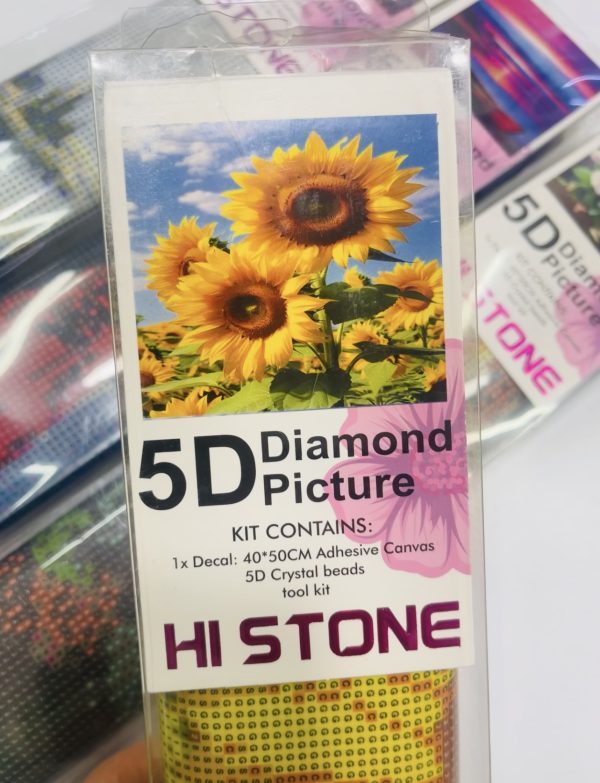 5D Diamond
Picture
KIT CONTAINS:
1x Decal: 40*50CM Adhesive Canvas
5D Crystal beads
tool kit
HI STONE
STONE
5D Diamond
Picture
STONE